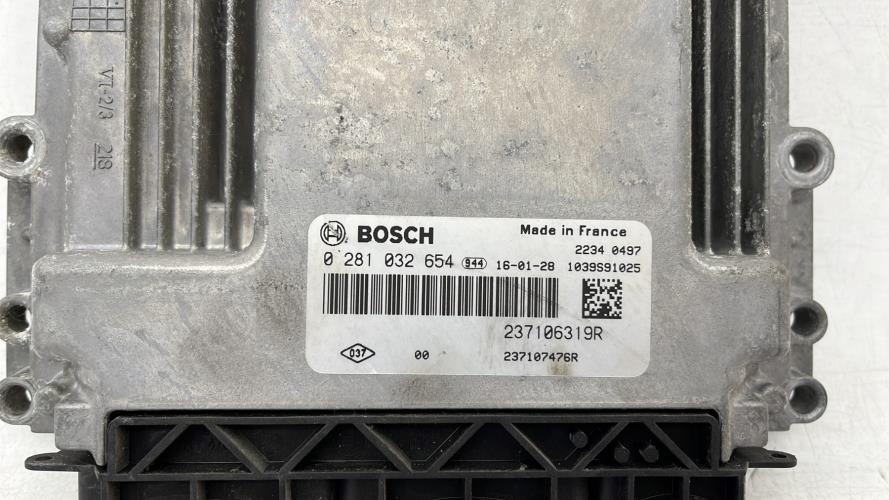 VT-2/3 218
BOSCH
Made in France
2234 0497
0 281 032 654 944 16-01-28 1039S91025
237106319R
037 00 237107476R